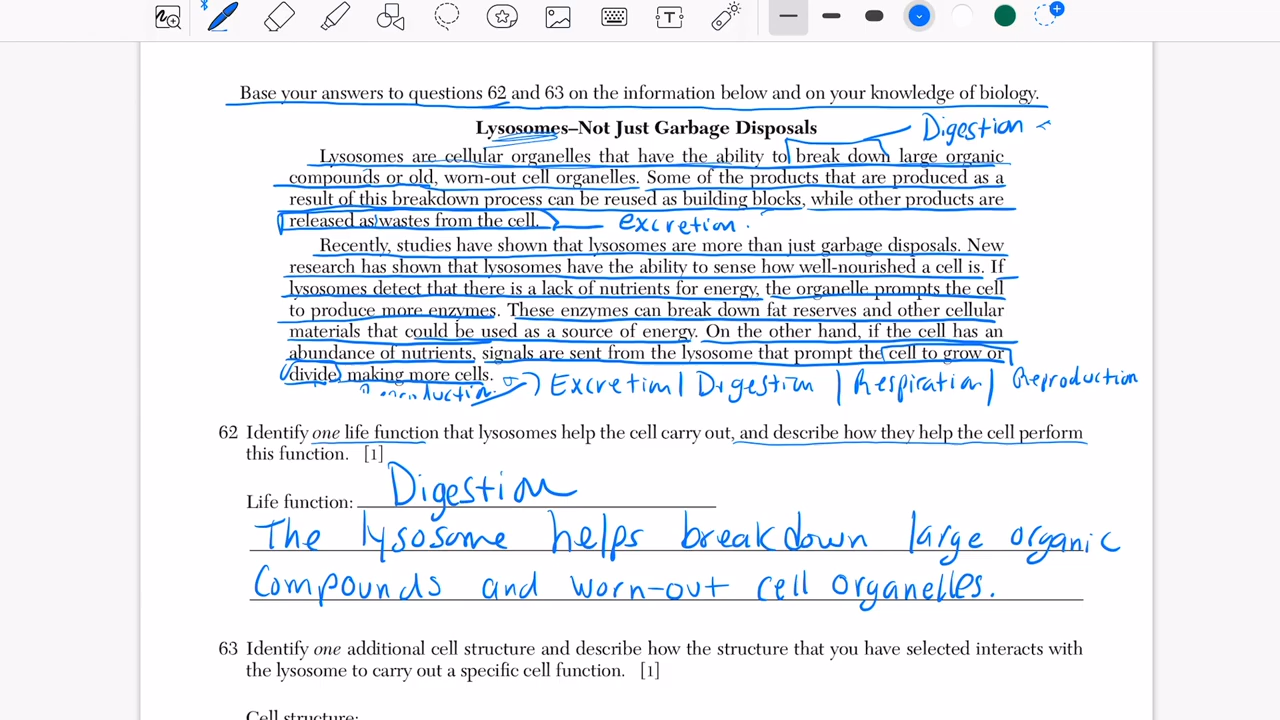 Base your answers to questions 62 and 63 on the information below and on your knowledge of biology.
Lysosomes–Not Just Garbage Disposals
Digestion
Lysosomes are cellular organelles that have the ability to break down large organic
compounds or old, worn-out cell organelles. Some of the products that are produced as a
result of this breakdown process can be reused as building blocks, while other products are
released as wastes from the cell.
excretion.
Recently, studies have shown that lysosomes are more than just garbage disposals. New
research has shown that lysosomes have the ability to sense how well-nourished a cell is. If
lysosomes detect that there is a lack of nutrients for energy, the organelle prompts the cell
to produce more enzymes. These enzymes can break down fat reserves and other cellular
materials that could be used as a source of energy. On the other hand, if the cell has an
abundance of nutrients, signals are sent from the lysosome that prompt the cell to grow or
divide, making more cells.
Excretion | Digestion | Respiration | Reproduction
62 Identify one life function that lysosomes help the cell carry out, and describe how they help the cell perform
this function. [1]
Life function: Digestion
The lysosome helps breakdown large organic
compounds and worn-out cell organelles.
63 Identify one additional cell structure and describe how the structure that you have selected interacts with
the lysosome to carry out a specific cell function. [1]
Cell structure: